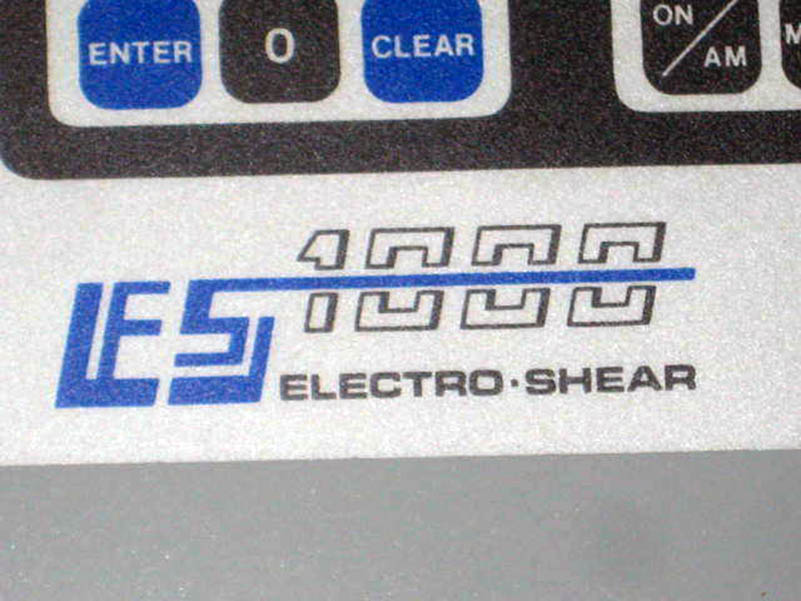 ENTER 0 CLEAR ON/AM M
ES 1000
ELECTRO·SHEAR